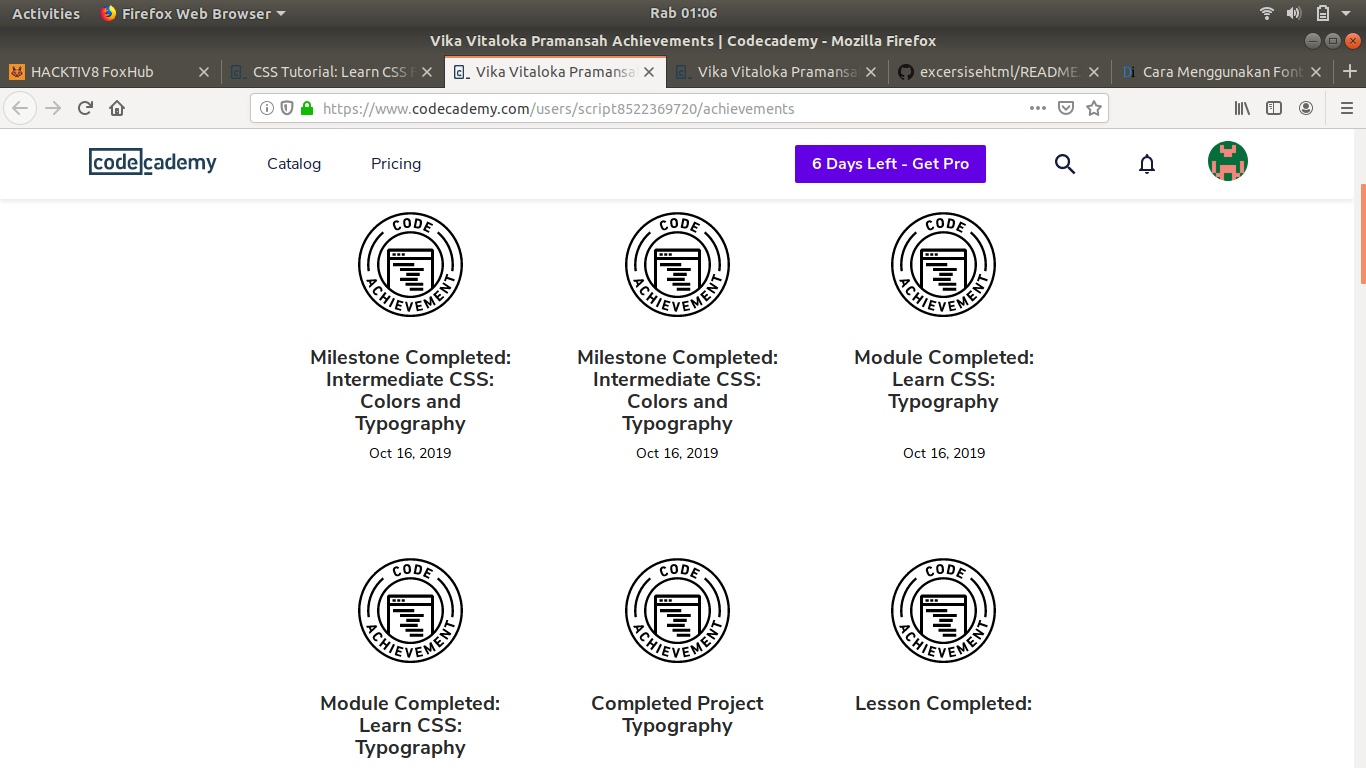 Activities Firefox Web Browser Rab 01:06
Vika Vitaloka Pramansah Achievements | Codecademy - Mozilla Firefox
HACKTIV8 FoxHub CSS Tutorial: Learn CSS F Vika Vitaloka Pramansa Vika Vitaloka Pramansa excersisehtml/README. Cara Menggunakan Font
https://www.codecademy.com/users/script8522369720/achievements
codecademy Catalog Pricing 6 Days Left - Get Pro
CODE ACHIEVEMENT
Milestone Completed:
Intermediate CSS:
Colors and
Typography
Oct 16, 2019
CODE ACHIEVEMENT
Milestone Completed:
Intermediate CSS:
Colors and
Typography
Oct 16, 2019
CODE ACHIEVEMENT
Module Completed:
Learn CSS:
Typography
Oct 16, 2019
CODE ACHIEVEMENT
Module Completed:
Learn CSS:
Typography
CODE ACHIEVEMENT
Completed Project
Typography
CODE ACHIEVEMENT
Lesson Completed: